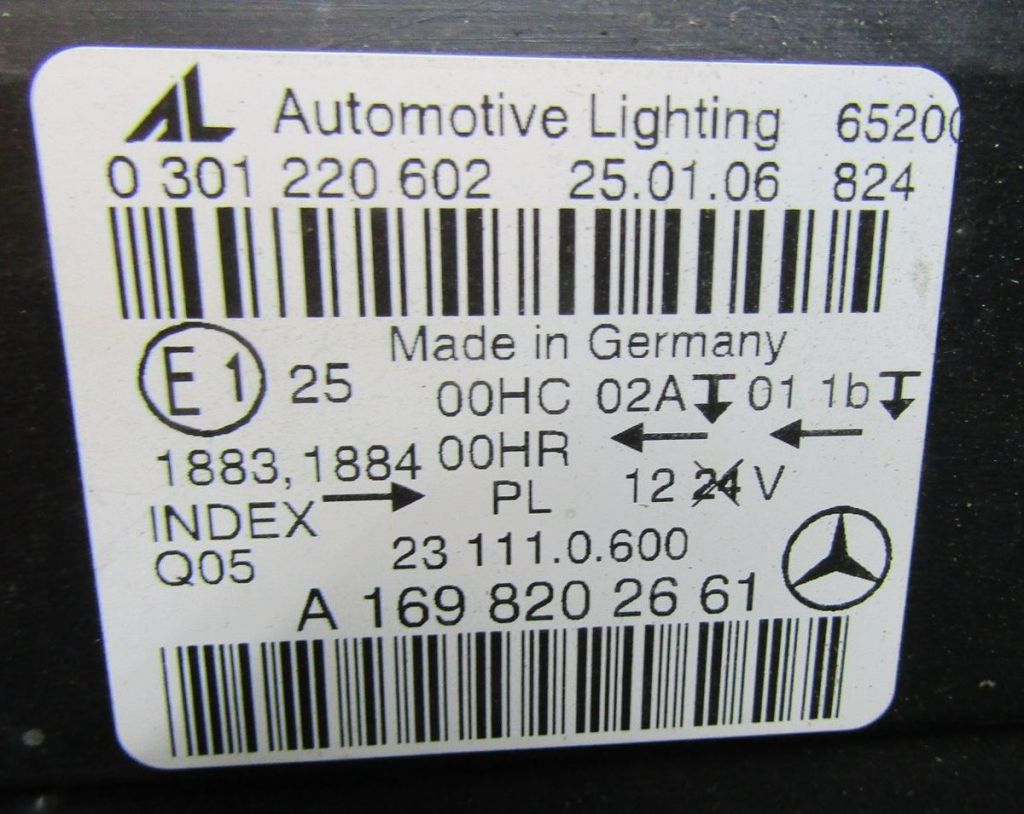 AL Automotive Lighting 6520
0 301 220 602 25.01.06 824
Made in Germany
E1 25 00HC 02A 01 1b
1883, 1884 00HR
INDEX PL 12 24 V
Q05 23 111.0.600
A 169 820 26 61